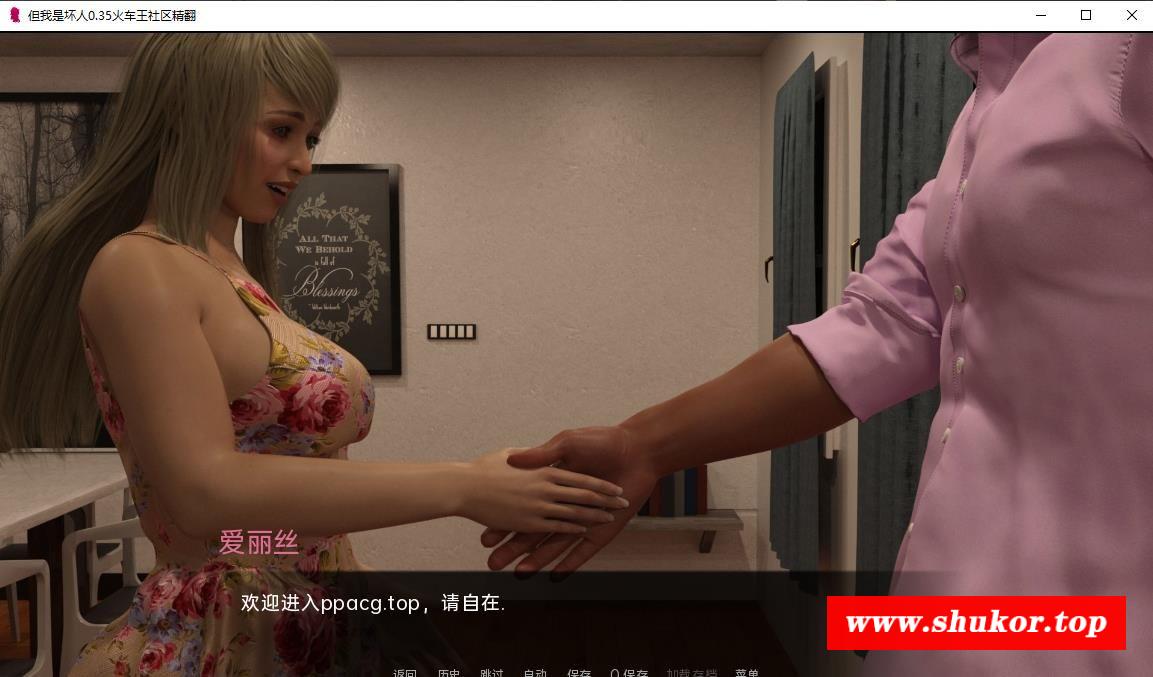 但我是坏人0.35火车王社区精翻
ALL THAT
WE BEHOLD
is full of
Blessings
爱丽丝
欢迎进入ppacg.top，请自在.
www.shukor.top
返回 历史 跳过 自动 保存 Q.保存 加载存档 菜单